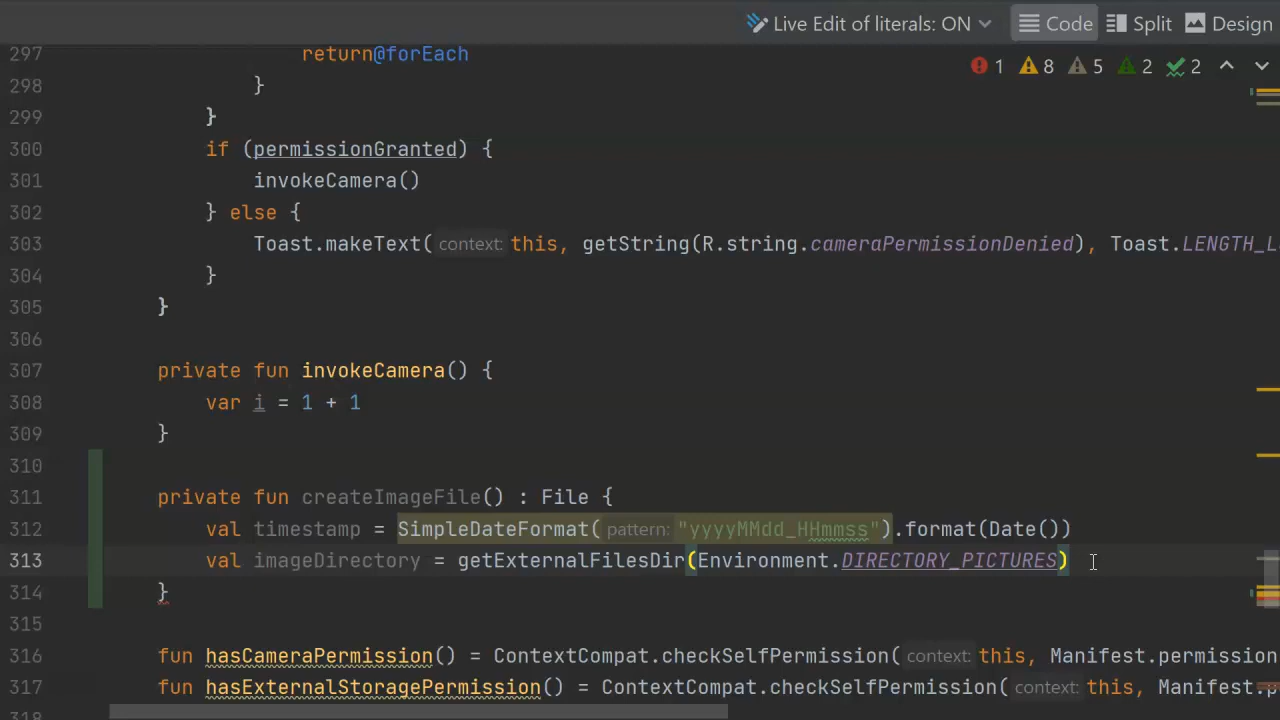 Live Edit of literals: ON Code Split Design
297 return@forEach
1 8 5 2 2
298 }
299 }
300 if (permissionGranted) {
301 invokeCamera()
302 } else {
303 Toast.makeText( context: this, getString(R.string.cameraPermissionDenied), Toast.LENGTH_L
304 }
305 }
306
307 private fun invokeCamera() {
308 var i = 1 + 1
309 }
310
311 private fun createImageFile() : File {
312 val timestamp = SimpleDateFormat( pattern: "yyyyMMdd_HHmmss").format(Date())
313 val imageDirectory = getExternalFilesDir(Environment.DIRECTORY_PICTURES)
314 }
315
316 fun hasCameraPermission() = ContextCompat.checkSelfPermission( context: this, Manifest.permission
317 fun hasExternalStoragePermission() = ContextCompat.checkSelfPermission( context: this, Manifest.p
318